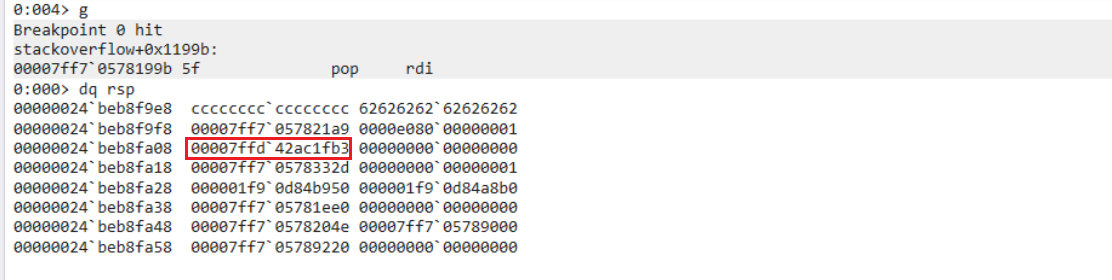 0:004> g
Breakpoint 0 hit
stackoverflow+0x1199b:
00007ff7`0578199b 5f              pop     rdi
0:000> dq rsp
00000024`beb8f9e8  cccccccc`cccccccc 62626262`62626262
00000024`beb8f9f8  00007ff7`057821a9 0000e080`00000001
00000024`beb8fa08  00007ffd`42ac1fb3 00000000`00000000
00000024`beb8fa18  00007ff7`0578332d 00000000`00000001
00000024`beb8fa28  000001f9`0d84b950 000001f9`0d84a8b0
00000024`beb8fa38  00007ff7`05781ee0 00000000`00000000
00000024`beb8fa48  00007ff7`0578204e 00007ff7`05789000
00000024`beb8fa58  00007ff7`05789220 00000000`00000000